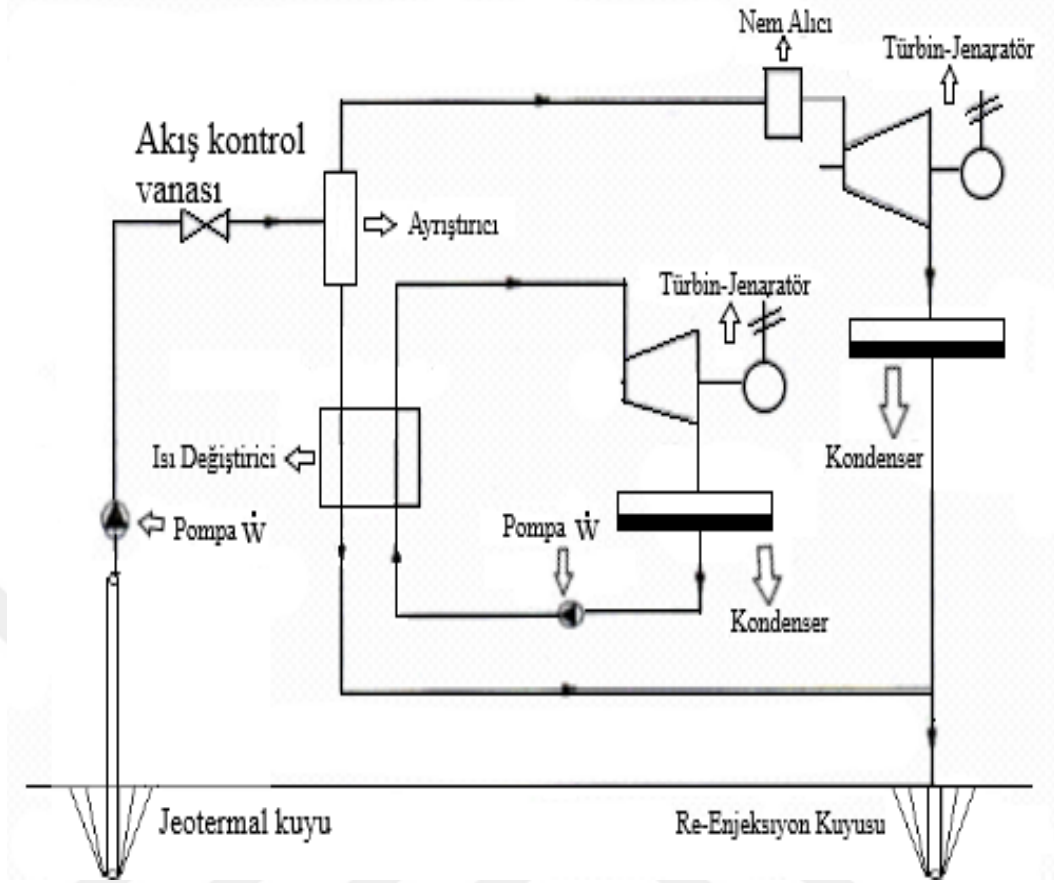 Nem Alıcı
Türbin-Jenaratör
Akış kontrol
vanası
Ayrıştırıcı
Türbin-Jenaratör
Isı Değiştirici
Kondenser
Pompa Ẇ
Pompa Ẇ
Kondenser
Jeotermal kuyu
Re-Enjeksıyon Kuyusu